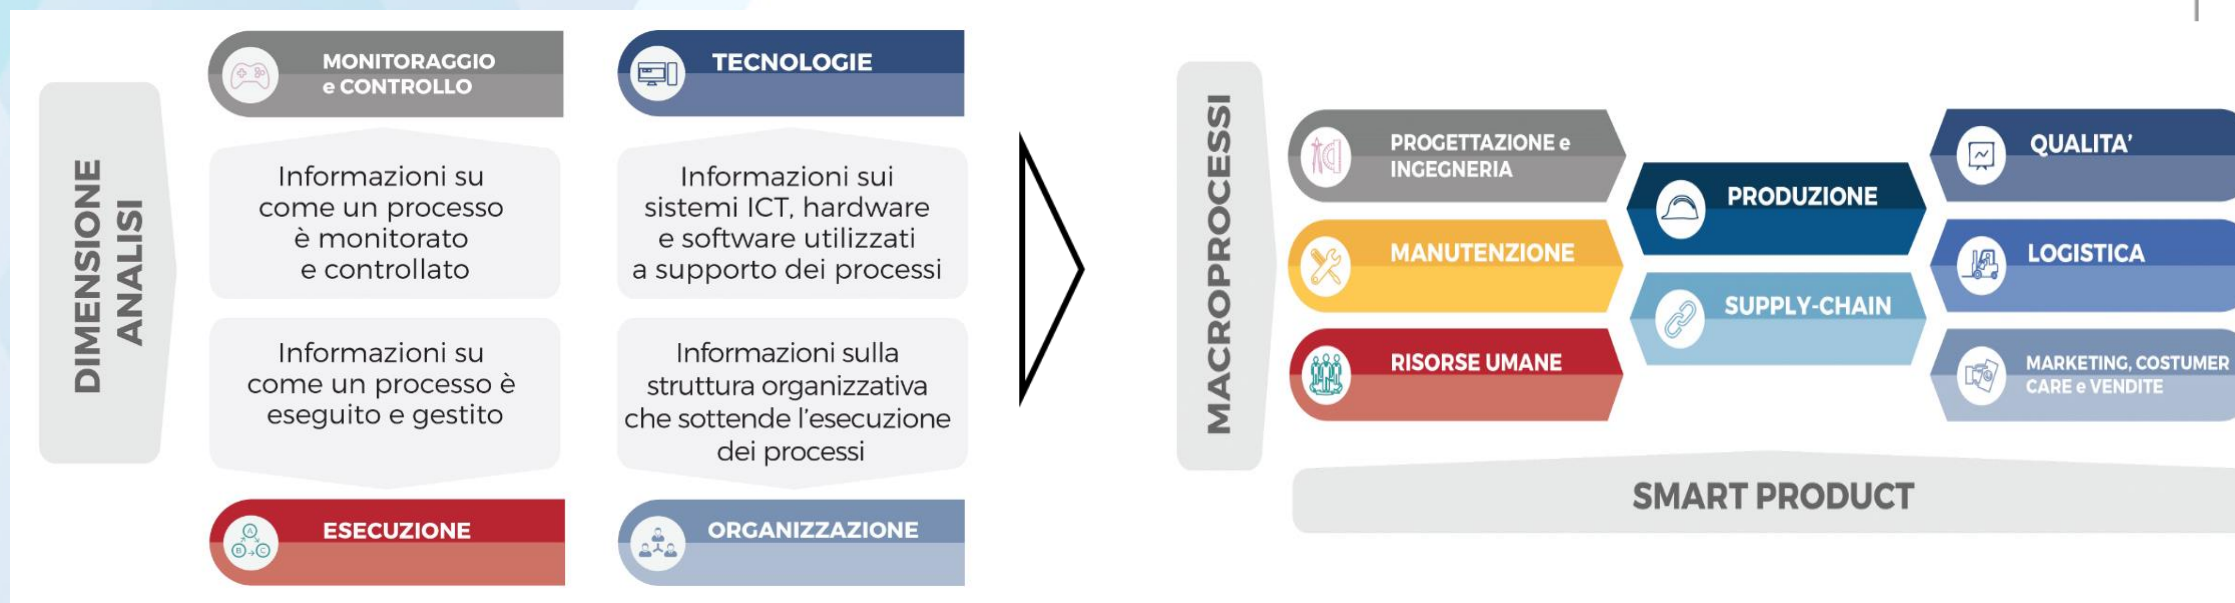 DIMENSIONE
ANALISI
MONITORAGGIO
e CONTROLLO
Informazioni su
come un processo
è monitorato
e controllato
Informazioni su
come un processo è
eseguito e gestito
A
B
C
ESECUZIONE
TECNOLOGIE
Informazioni sui
sistemi ICT, hardware
e software utilizzati
a supporto dei processi
Informazioni sulla
struttura organizzativa
che sottende l'esecuzione
dei processi
ORGANIZZAZIONE
MACROPROCESSI
PROGETTAZIONE e
INGEGNERIA
MANUTENZIONE
RISORSE UMANE
PRODUZIONE
SUPPLY-CHAIN
QUALITA'
LOGISTICA
MARKETING, COSTUMER
CARE e VENDITE
SMART PRODUCT